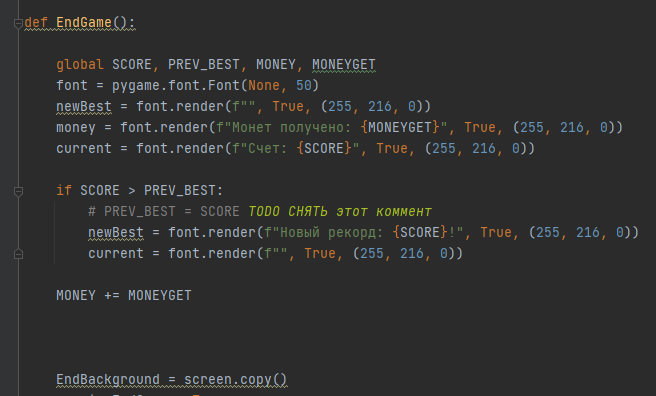 def EndGame():
global SCORE, PREV_BEST, MONEY, MONEYGET
font = pygame.font.Font(None, 50)
newBest = font.render(f"", True, (255, 216, 0))
money = font.render(f"Монет получено: {MONEYGET}", True, (255, 216, 0))
current = font.render(f"Счет: {SCORE}", True, (255, 216, 0))
if SCORE > PREV_BEST:
# PREV_BEST = SCORE TODO СНЯТЬ этот коммент
newBest = font.render(f"Новый рекорд: {SCORE}!", True, (255, 216, 0))
current = font.render(f"", True, (255, 216, 0))
MONEY += MONEYGET
EndBackground = screen.copy()